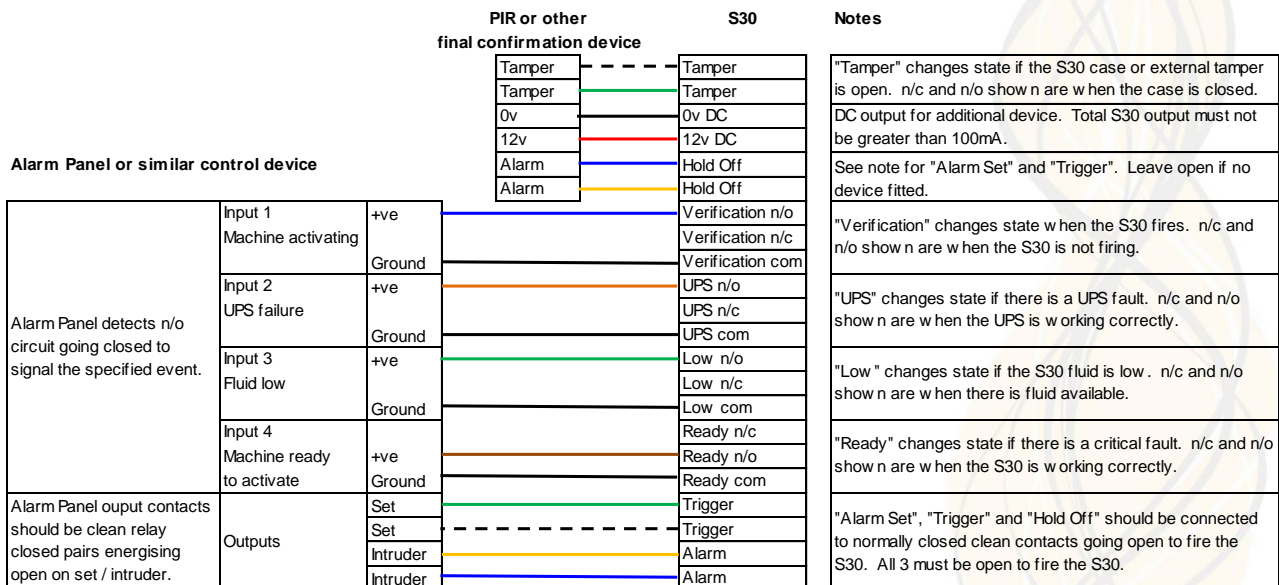 PIR or other S30 Notes
final confirmation device
Tamper Tamper "Tamper" changes state if the S30 case or external tamper
Tamper Tamper is open. n/c and n/o shown are when the case is closed.
0v 0v DC DC output for additional device. Total S30 output must not
12v 12v DC be greater than 100mA.
Alarm Panel or similar control device Alarm Hold Off See note for "Alarm Set" and "Trigger". Leave open if no
Alarm Hold Off device fitted.
Input 1 +ve Verification n/o
Machine activating Verification n/c
Ground Verification com
"Verification" changes state when the S30 fires. n/c and
n/o shown are when the S30 is not firing.
Input 2 +ve UPS n/o
UPS failure UPS n/c
Ground UPS com
"UPS" changes state if there is a UPS fault. n/c and n/o
shown are when the UPS is working correctly.
Alarm Panel detects n/o
circuit going closed to
signal the specified event.
Input 3 +ve Low n/o
Fluid low Low n/c
Ground Low com
"Low" changes state if the S30 fluid is low. n/c and n/o
shown are when there is fluid available.
Input 4 Ready n/c
Machine ready +ve Ready n/o
to activate Ground Ready com
"Ready" changes state if there is a critical fault. n/c and n/o
shown are when the S30 is working correctly.
Alarm Panel ouput contacts
should be clean relay
closed pairs energising
open on set / intruder.
Outputs
Set Trigger
Set Trigger
Intruder Alarm
Intruder Alarm
"Alarm Set", "Trigger" and "Hold Off" should be connected
to normally closed clean contacts going open to fire the
S30. All 3 must be open to fire the S30.